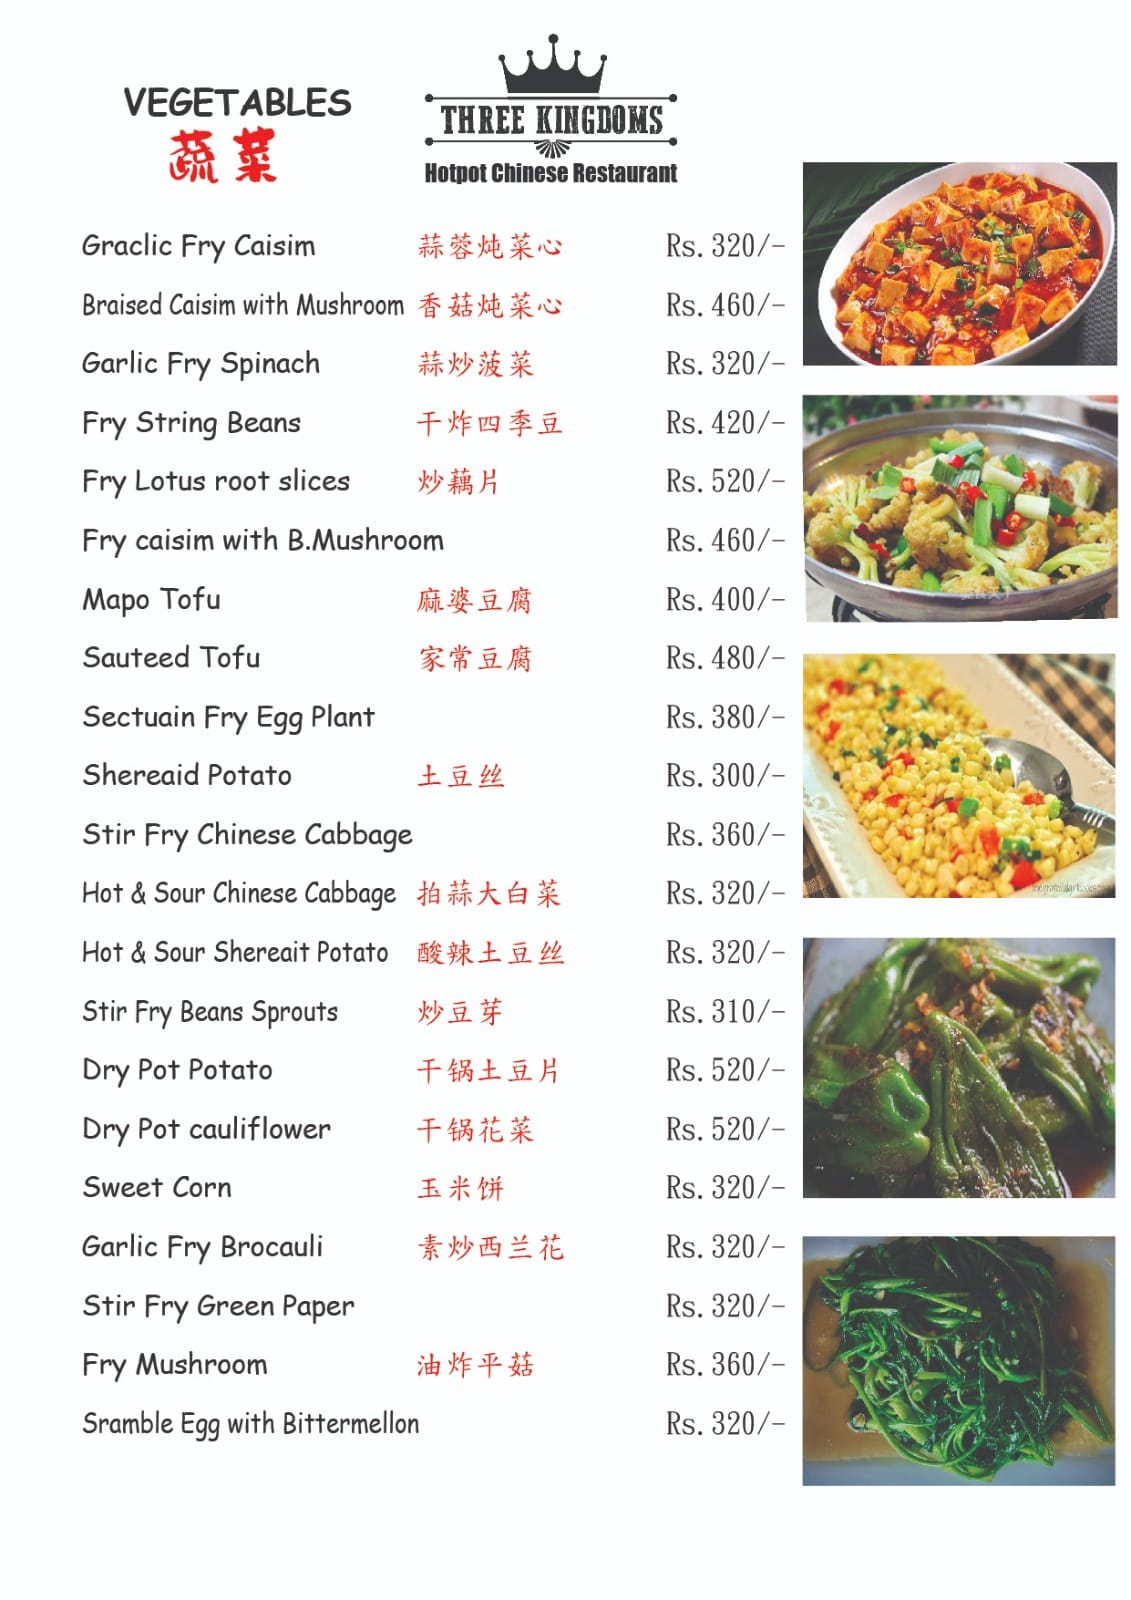 VEGETABLES
蔬菜
THREE KINGDOMS
Hotpot Chinese Restaurant
Graclic Fry Caisim 蒜蓉炖菜心 Rs.320/-
Braised Caisim with Mushroom 香菇炖菜心 Rs.460/-
Garlic Fry Spinach 蒜炒菠菜 Rs.320/-
Fry String Beans 干炸四季豆 Rs.420/-
Fry Lotus root slices 炒藕片 Rs.520/-
Fry caisim with B.Mushroom Rs.460/-
Mapo Tofu 麻婆豆腐 Rs.400/-
Sauteed Tofu 家常豆腐 Rs.480/-
Sectuain Fry Egg Plant Rs.380/-
Shereaid Potato 土豆丝 Rs.300/-
Stir Fry Chinese Cabbage Rs.360/-
Hot & Sour Chinese Cabbage 拍蒜大白菜 Rs.320/-
Hot & Sour Shereait Potato 酸辣土豆丝 Rs.320/-
Stir Fry Beans Sprouts 炒豆芽 Rs.310/-
Dry Pot Potato 干锅土豆片 Rs.520/-
Dry Pot cauliflower 干锅花菜 Rs.520/-
Sweet Corn 玉米饼 Rs.320/-
Garlic Fry Brocauli 素炒西兰花 Rs.320/-
Stir Fry Green Paper Rs.320/-
Fry Mushroom 油炸平菇 Rs.360/-
Sramble Egg with Bittermellon Rs.320/-